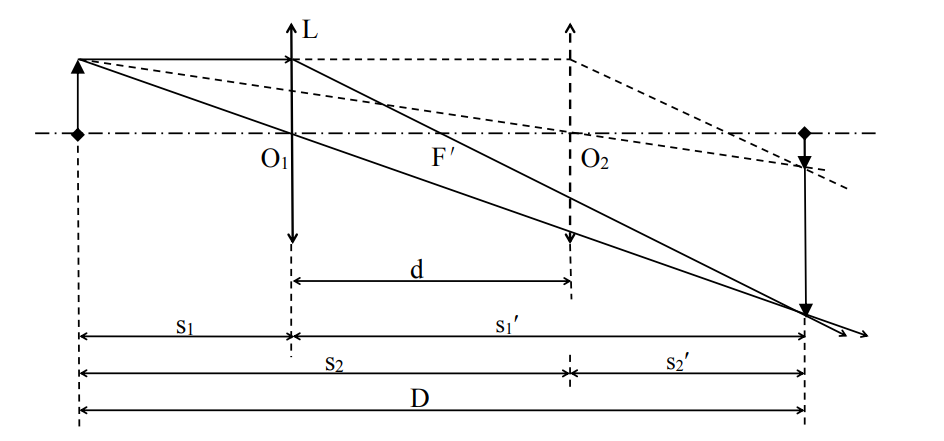 L
O₁ F′ O₂
d
s₁ s₁′
s₂ s₂′
D